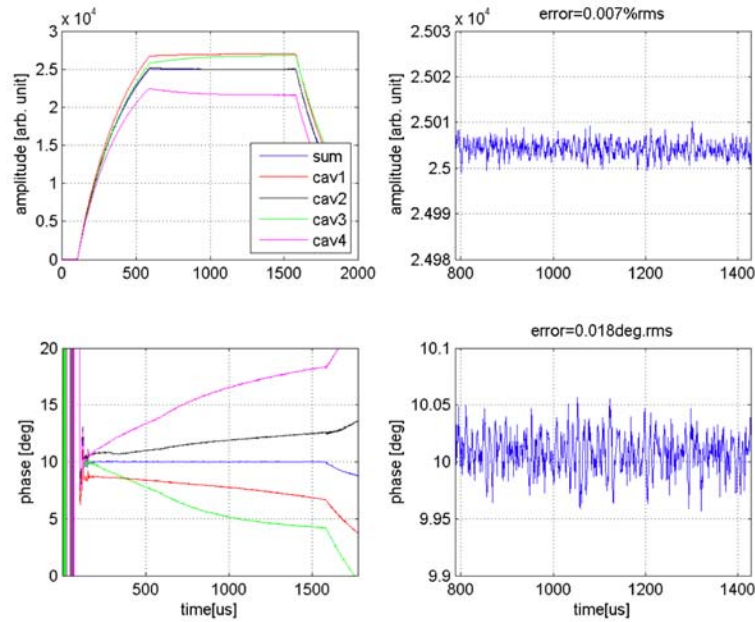 x 10^4
amplitude [arb. unit]
3
2.5
2
1.5
1
0.5
0
0 500 1000 1500 2000
sum
cav1
cav2
cav3
cav4
error=0.007%rms
x 10^4
amplitude [arb. unit]
2.503
2.502
2.501
2.5
2.499
2.498
800 1000 1200 1400
phase [deg]
20
15
10
5
0
500 1000 1500
time[us]
error=0.018deg.rms
phase [deg]
10.1
10.05
10
9.95
9.9
800 1000 1200 1400
time[us]